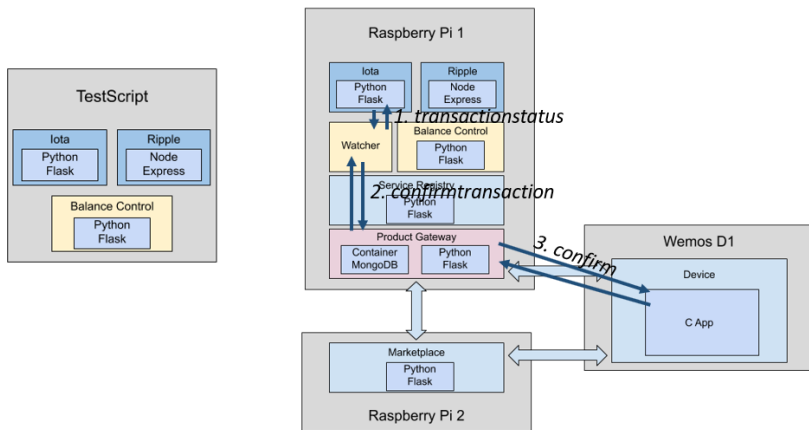 TestScript
Iota
Python
Flask
Ripple
Node
Express
Balance Control
Python
Flask
Raspberry Pi 1
Iota
Python
Flask
Ripple
Node
Express
1. transactionstatus
Watcher
Balance Control
Python
Flask
Service Registry
2. confirmtransaction
Python
Flask
Product Gateway
Container
MongoDB
Python
Flask
3. confirm
Wemos D1
Device
C App
Marketplace
Python
Flask
Raspberry Pi 2